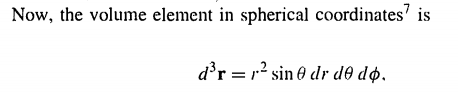 Now, the volume element in spherical coordinates⁷ is
d³r = r² sin θ dr dθ dϕ.